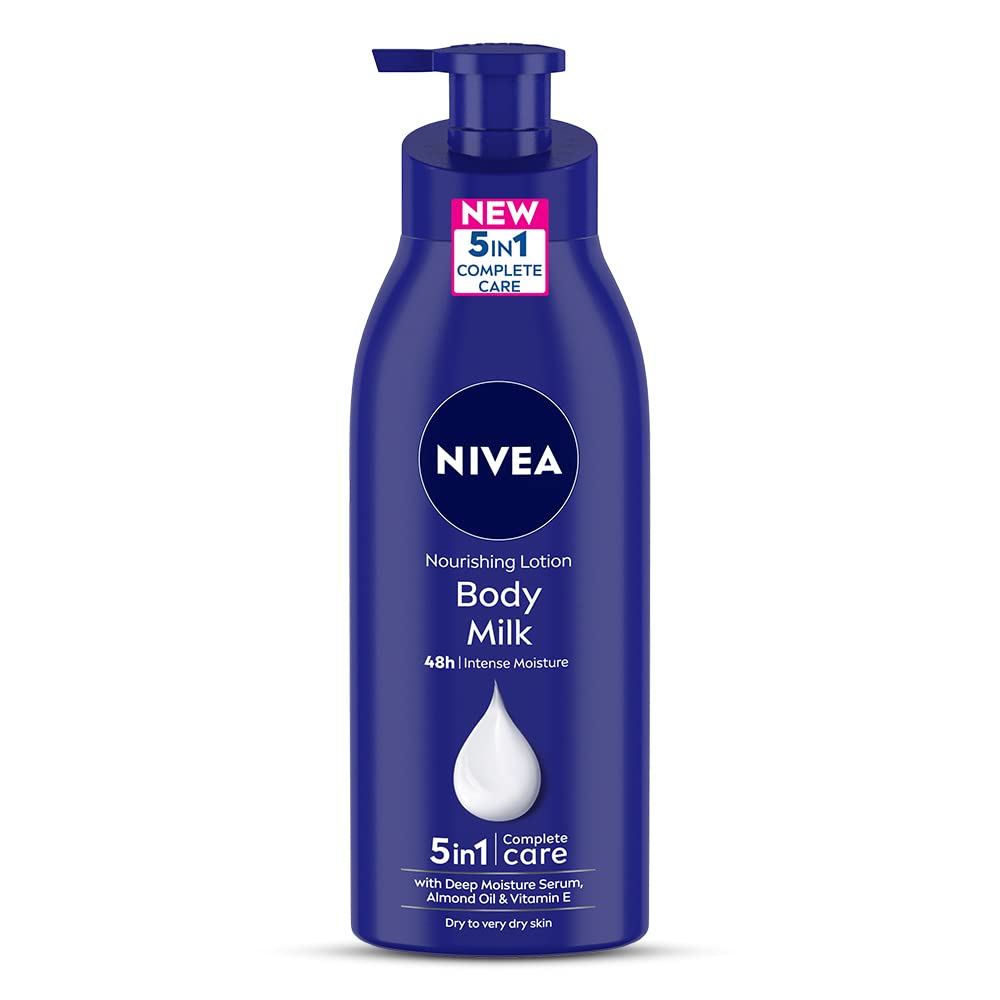 NEW
5IN1
COMPLETE
CARE
NIVEA
Nourishing Lotion
Body
Milk
48h | Intense Moisture
5in1 | Complete care
with Deep Moisture Serum,
Almond Oil & Vitamin E
Dry to very dry skin